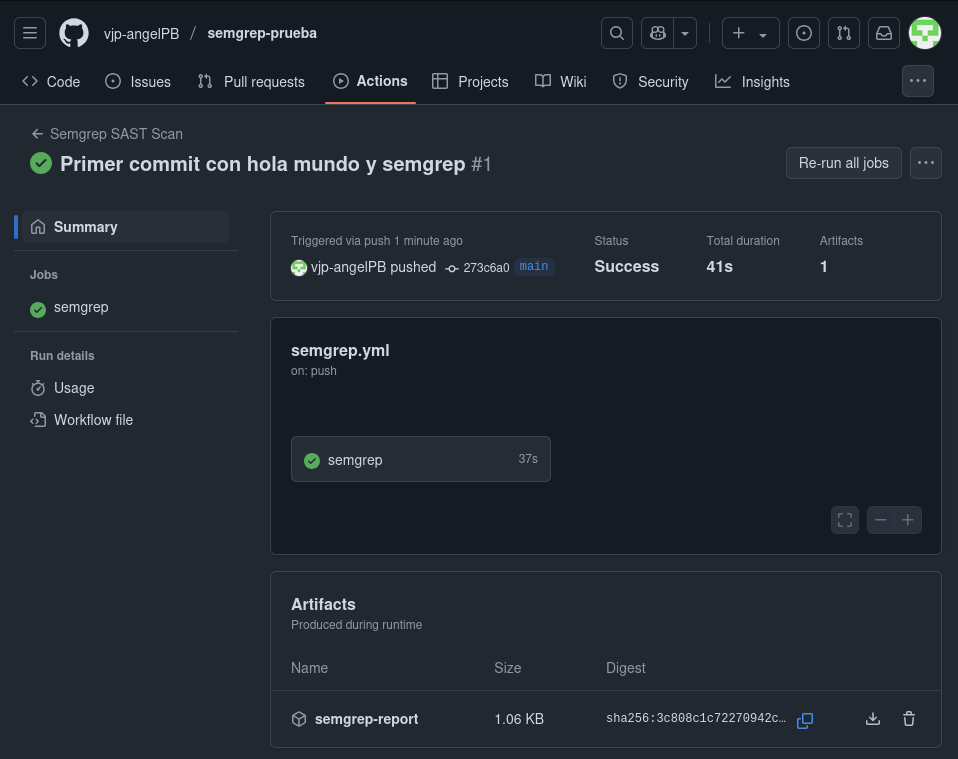 vjp-angelPB / semgrep-prueba
Code Issues Pull requests Actions Projects Wiki Security Insights
Semgrep SAST Scan
Primer commit con hola mundo y semgrep #1
Re-run all jobs
Summary
Jobs
semgrep
Run details
Usage
Workflow file
Triggered via push 1 minute ago
vjp-angelPB pushed 273c6a0 main
Status
Success
Total duration
41s
Artifacts
1
semgrep.yml
on: push
semgrep 37s
Artifacts
Produced during runtime
Name Size Digest
semgrep-report 1.06 KB sha256:3c808c1c72270942c…